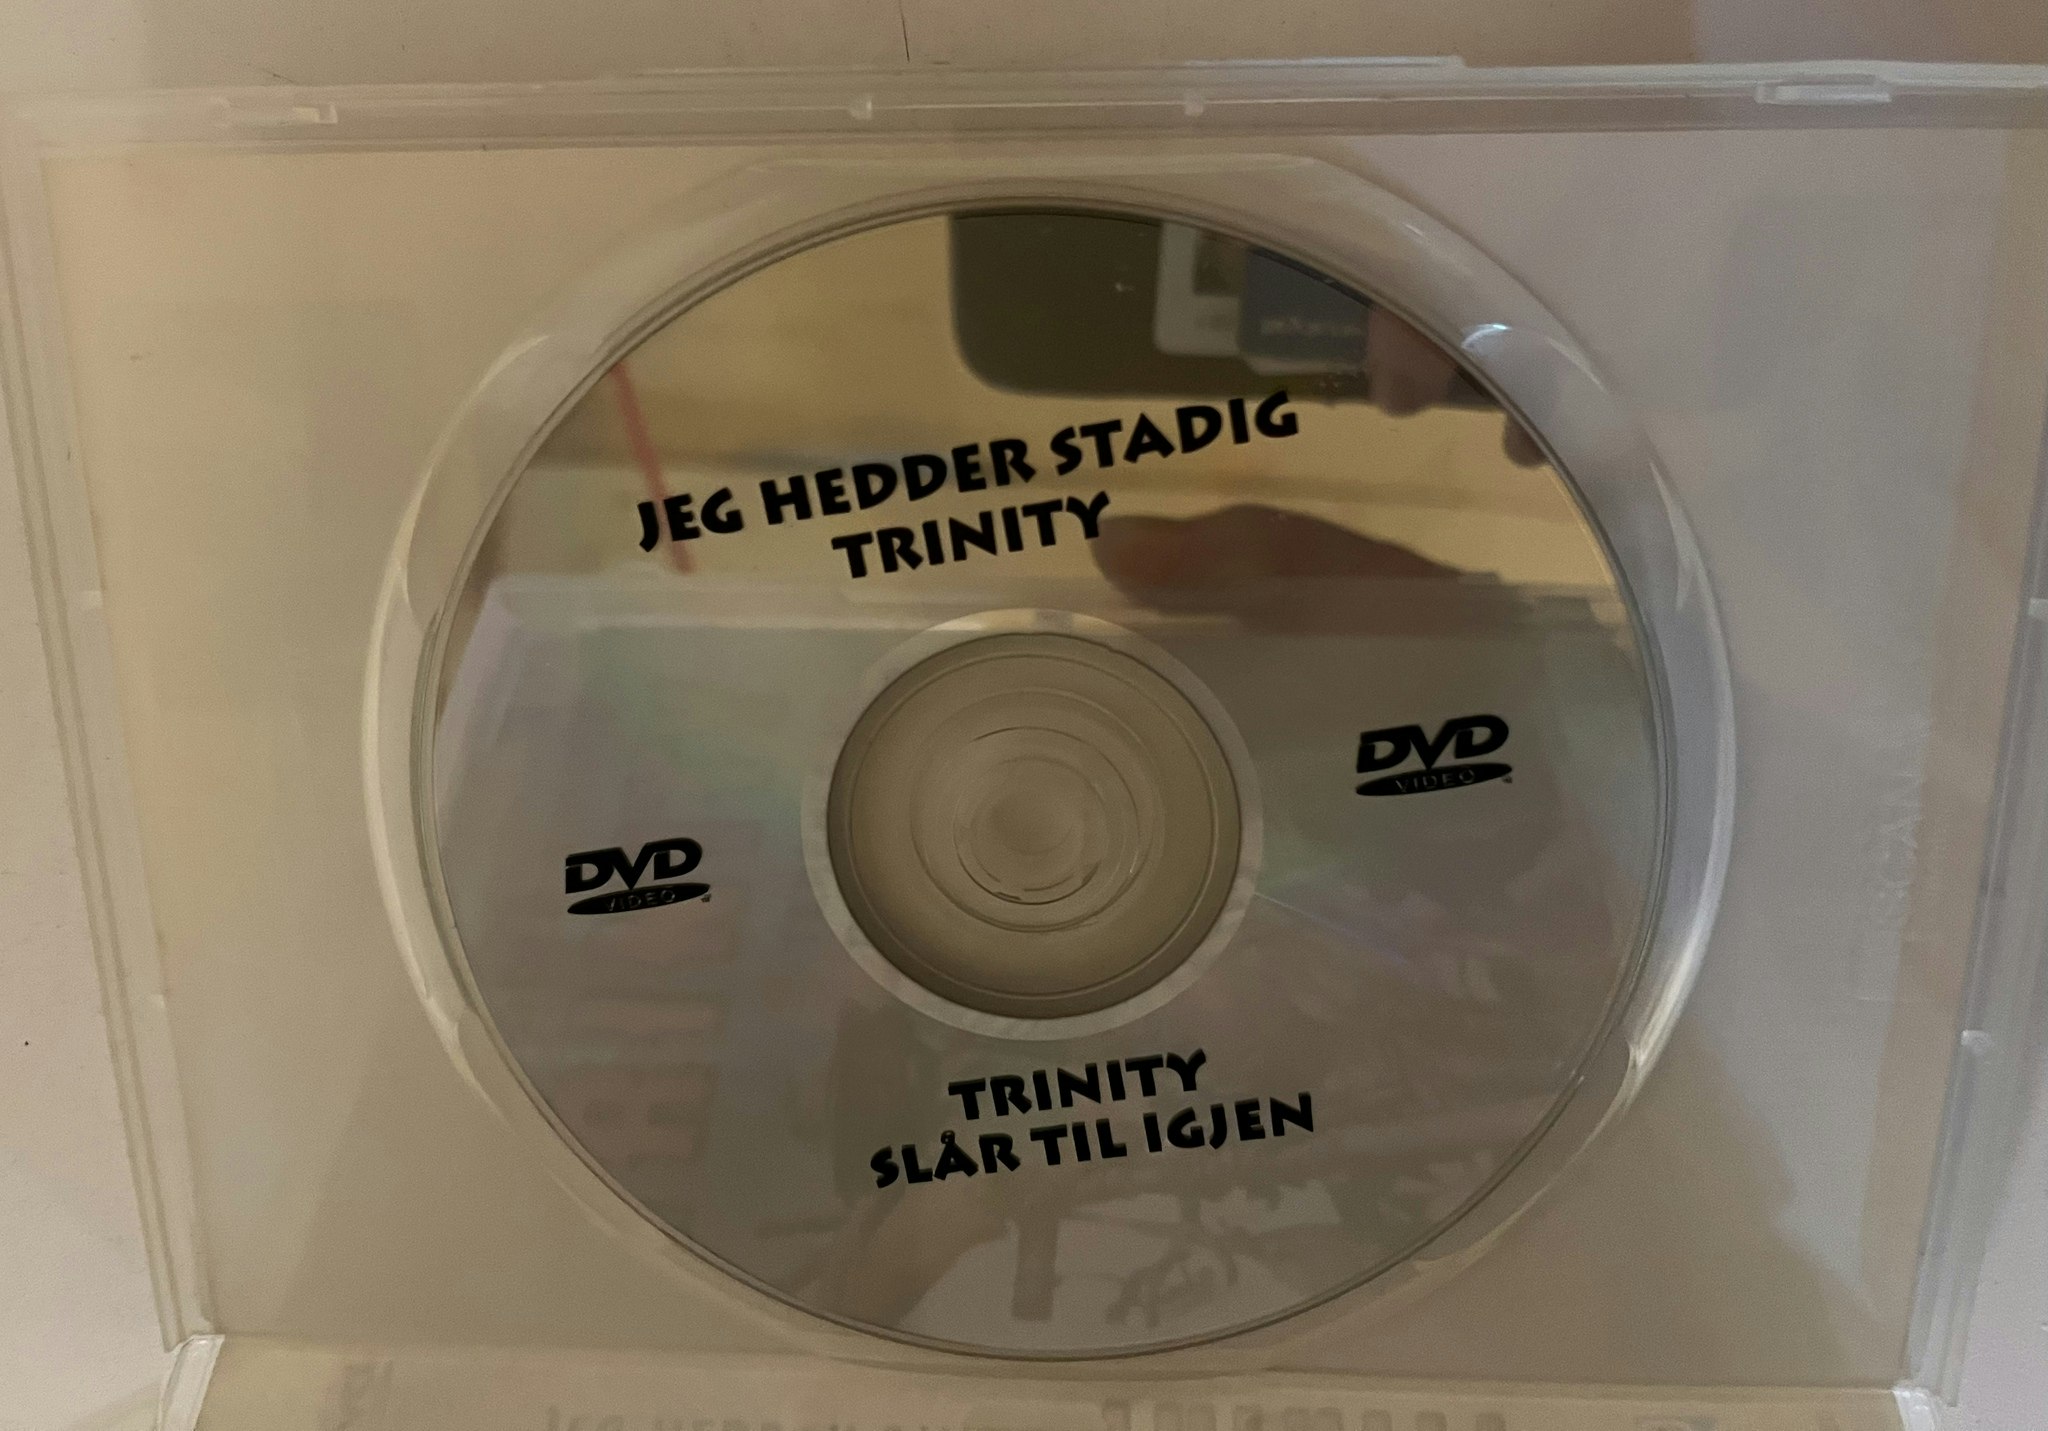 JEG HEDDER STADIG
TRINITY
DVD
VIDEO
DVD
VIDEO
TRINITY
SLÅR TIL IGJEN